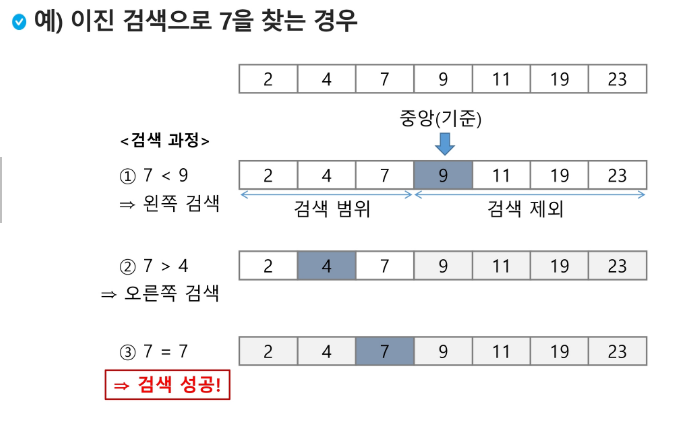 예) 이진 검색으로 7을 찾는 경우
2 4 7 9 11 19 23
중앙(기준)
<검색 과정>
① 7 < 9
2 4 7 9 11 19 23
⇒ 왼쪽 검색
검색 범위 검색 제외
② 7 > 4
2 4 7 9 11 19 23
⇒ 오른쪽 검색
③ 7 = 7
2 4 7 9 11 19 23
⇒ 검색 성공!